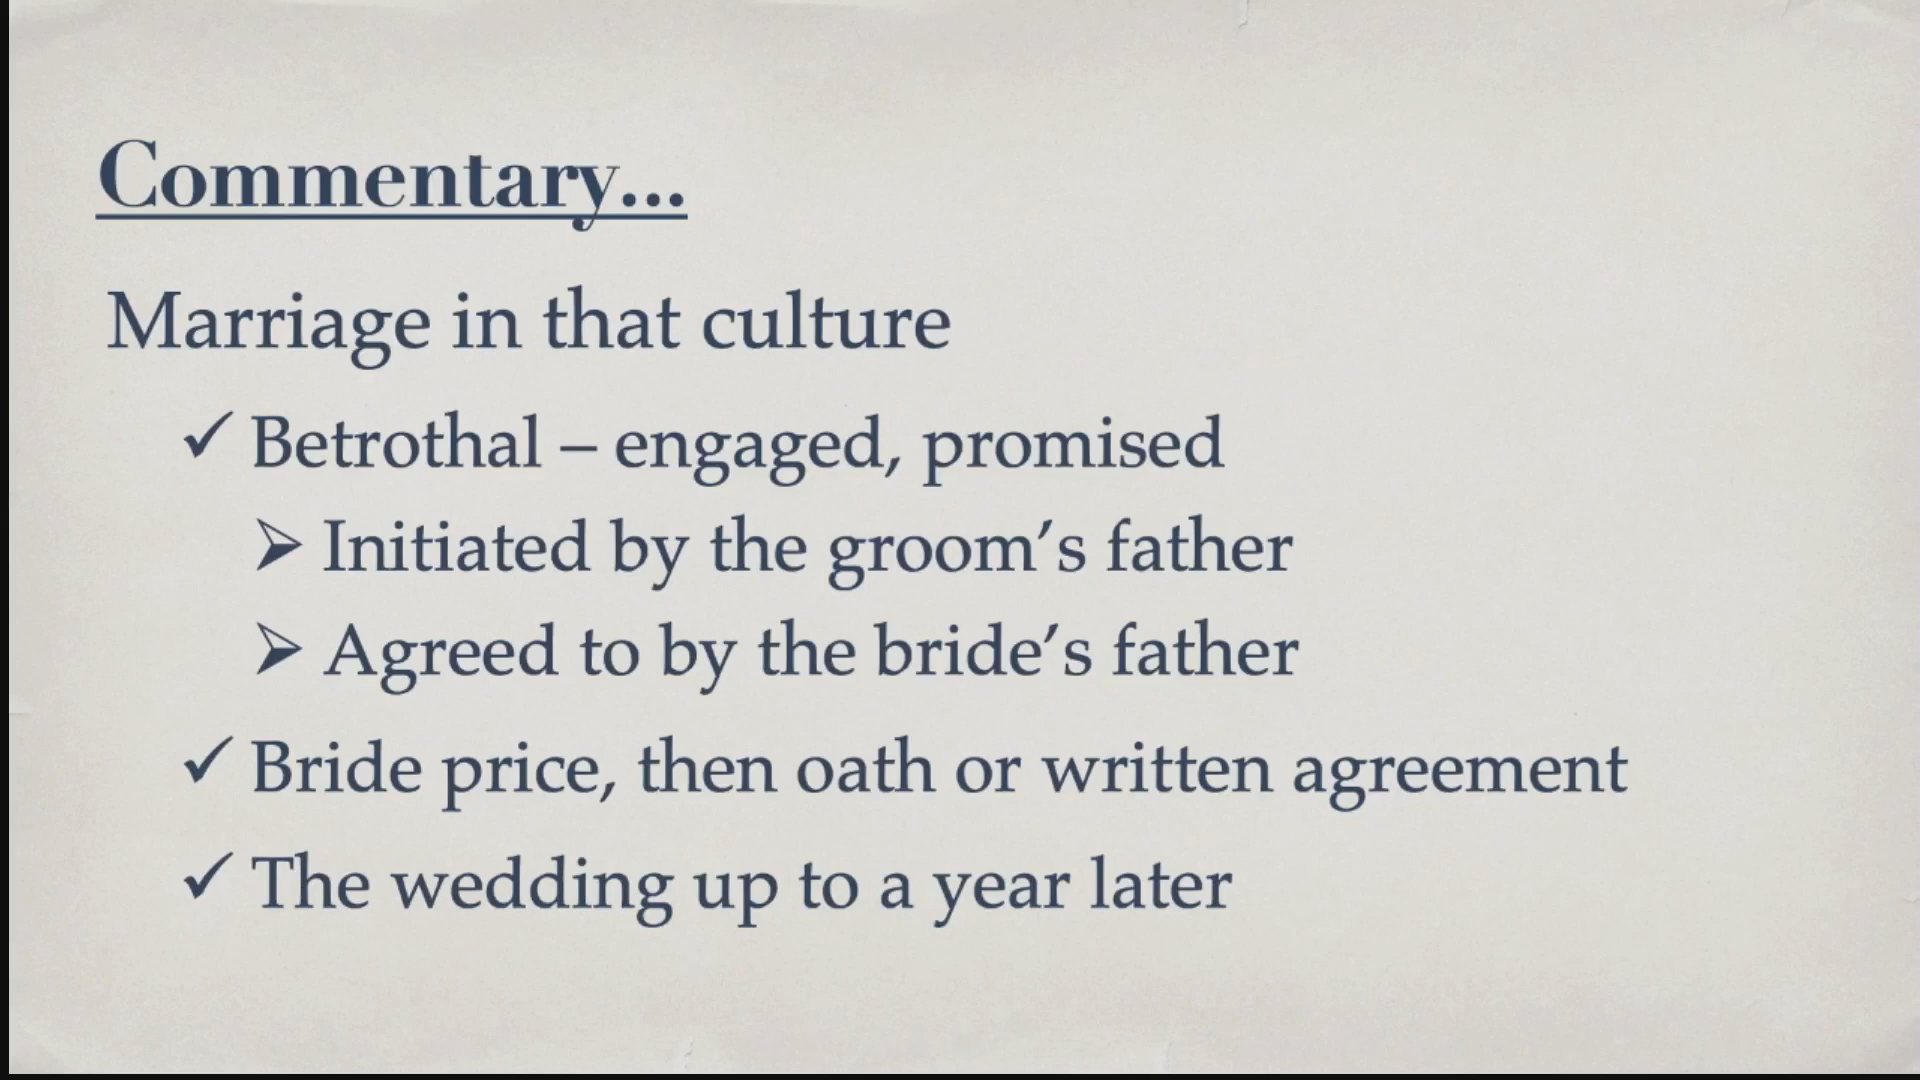 Commentary...
Marriage in that culture
✓ Betrothal – engaged, promised
➢ Initiated by the groom’s father
➢ Agreed to by the bride’s father
✓ Bride price, then oath or written agreement
✓ The wedding up to a year later